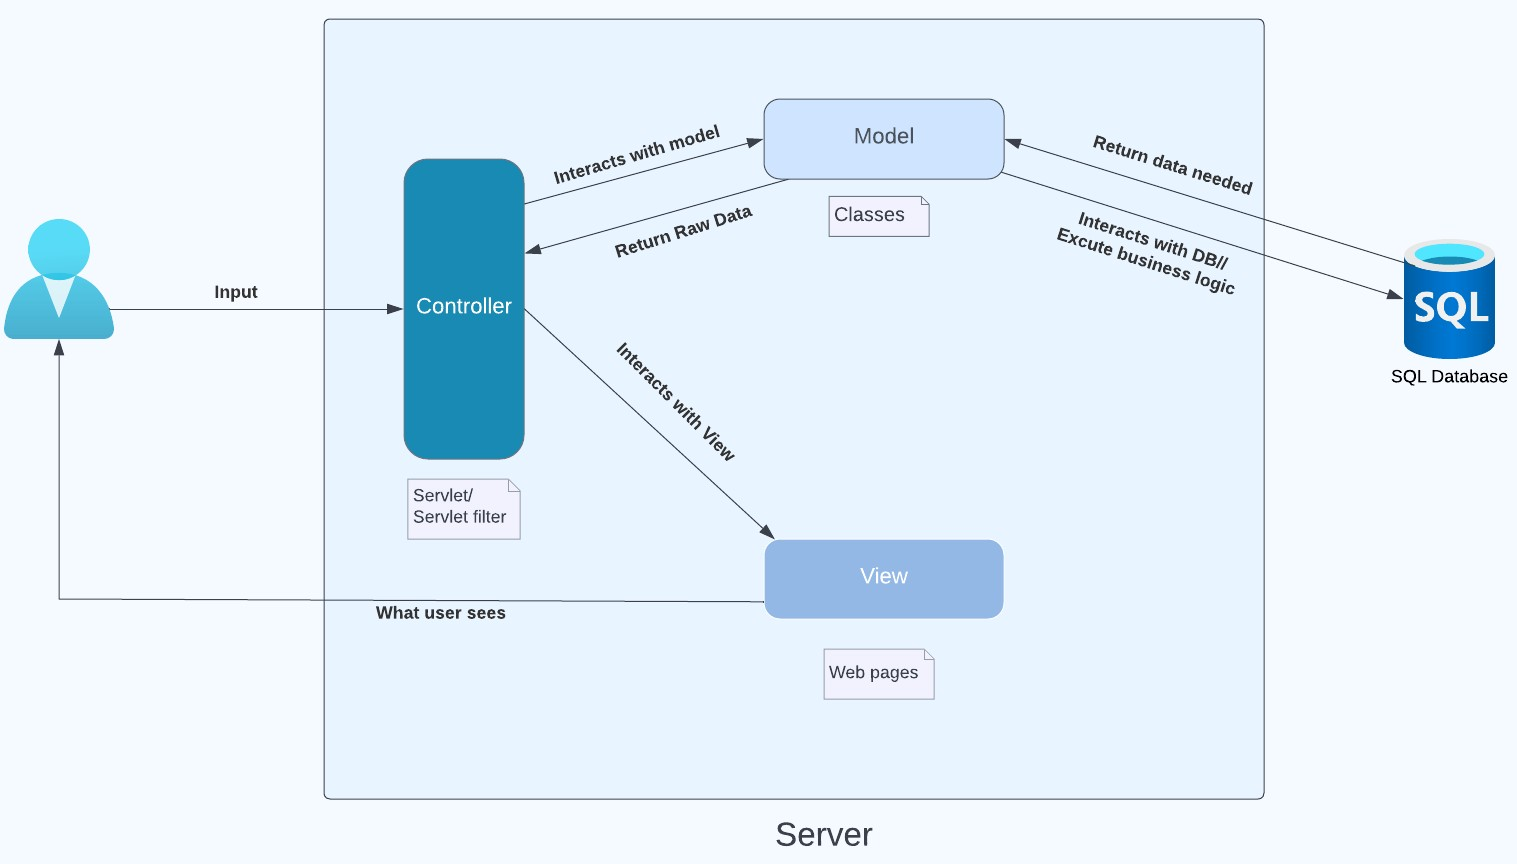 Interacts with model
Model
Return data needed
Classes
Return Raw Data
Interacts with DB//
Excute business logic
Input
Controller
SQL
SQL Database
Interacts with View
Servlet/
Servlet filter
View
What user sees
Web pages
Server